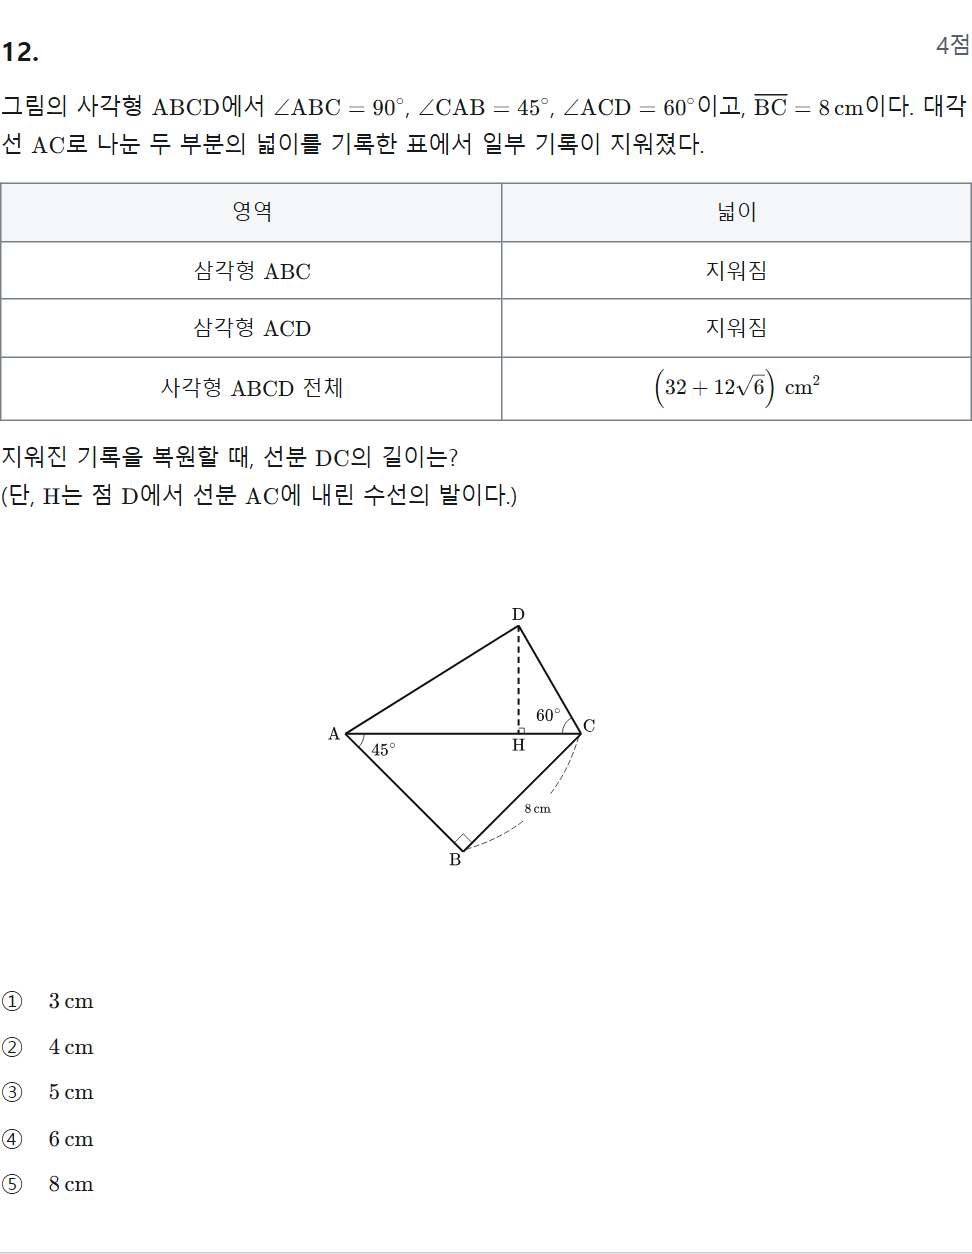 12.
4점
그림의 사각형 ABCD에서 ∠ABC = 90°, ∠CAB = 45°, ∠ACD = 60°이고, B̅C̅ = 8 cm이다. 대각
선 AC로 나눈 두 부분의 넓이를 기록한 표에서 일부 기록이 지워졌다.
영역 넓이
삼각형 ABC 지워짐
삼각형 ACD 지워짐
사각형 ABCD 전체 (32 + 12√6) cm²
지워진 기록을 복원할 때, 선분 DC의 길이는?
(단, H는 점 D에서 선분 AC에 내린 수선의 발이다.)
D
60°
C
A
H
45°
8 cm
B
① 3 cm
② 4 cm
③ 5 cm
④ 6 cm
⑤ 8 cm